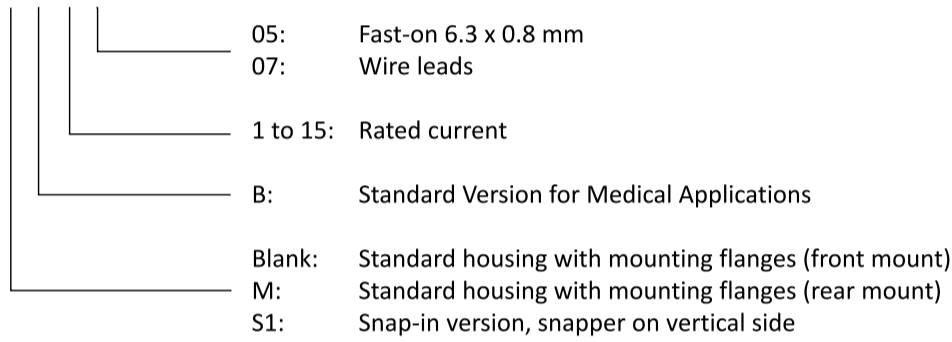 05: Fast-on 6.3 x 0.8 mm
07: Wire leads
1 to 15: Rated current
B: Standard Version for Medical Applications
Blank: Standard housing with mounting flanges (front mount)
M: Standard housing with mounting flanges (rear mount)
S1: Snap-in version, snapper on vertical side